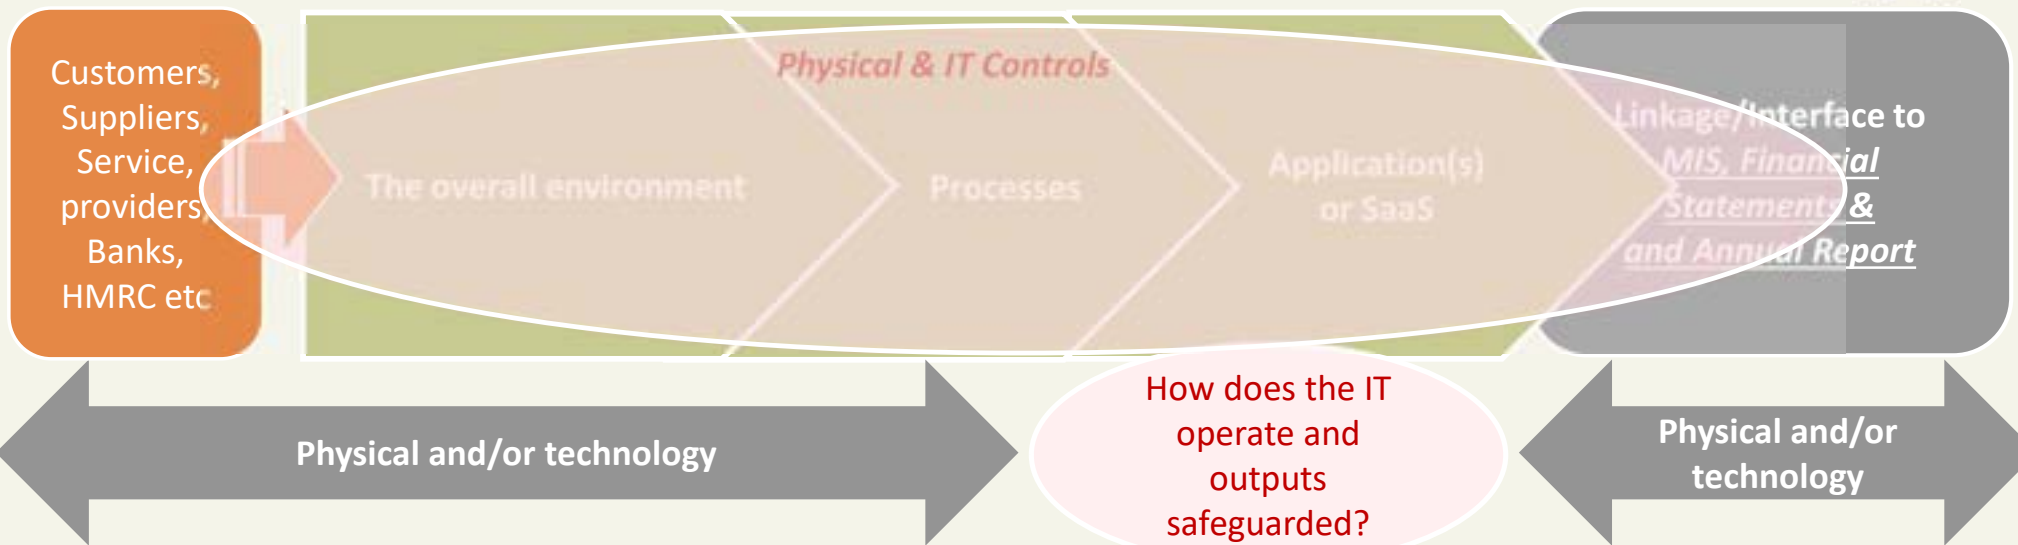 Customers,
Suppliers,
Service,
providers,
Banks,
HMRC etc
Physical & IT Controls
The overall environment
Processes
Application(s)
or SaaS
Linkage/Interface to
MIS, Financial
Statements &
and Annual Report
Physical and/or technology
How does the IT
operate and
outputs
safeguarded?
Physical and/or
technology